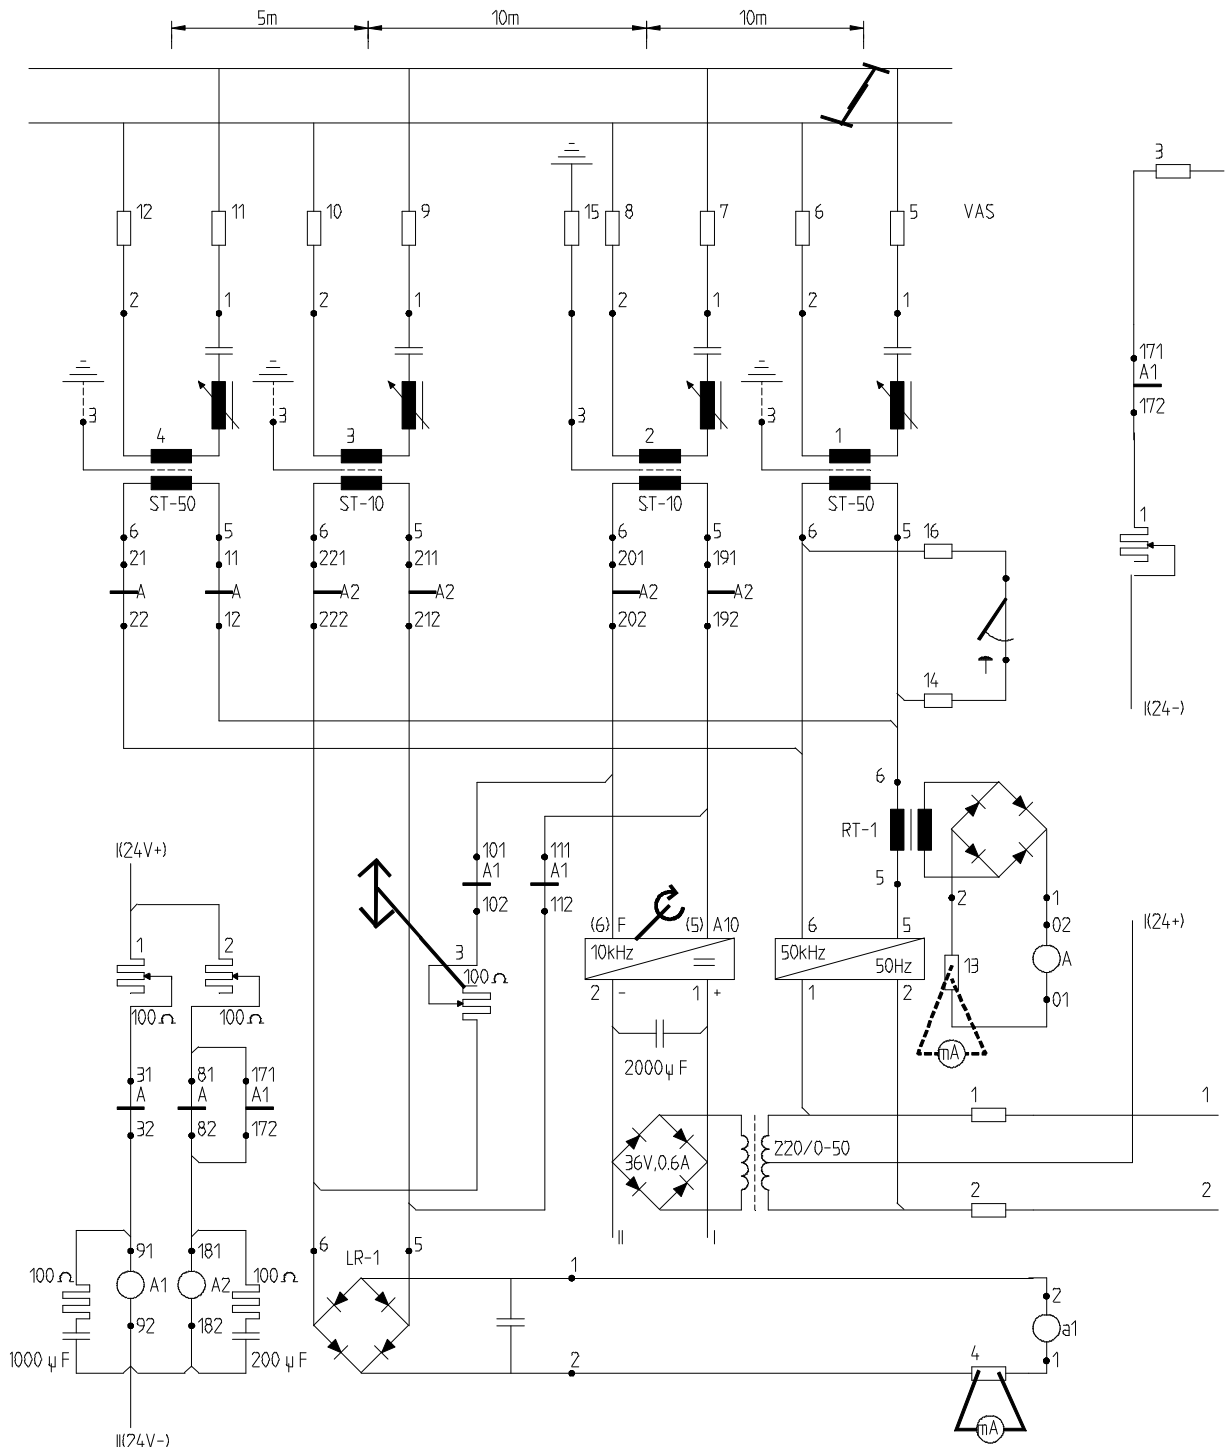 5m 10m 10m
3
12 11 10 9 15 8 7 6 5 VAS
2 1 2 1 2 1 2 1
171
A1
172
3 3 3 3
4 3 2 1
ST-50 ST-10 ST-10 ST-50
1
6 5 6 5 6 5 6 5 16
21 11 221 211 201 191
A A A2 A2 A2 A2
22 12 222 212 202 192
14
I(24-)
6
RT-1
I(24V+)
101 111
A1 A1
102 112
5
2 1
1 2 3 (6) F (5) A10 6 5 02 I(24+)
10kHz 50kHz 50Hz 13 A
100Ω 100Ω 100Ω 2 - 1 + 1 2 01
mA
2000μF
31 81 171
A A A1
32 82 172
1 1
36V,0.6A 220/0-50
2 2
II I
91 181 6 LR-1 5 1
100Ω A1 A2 100Ω 2
92 182 a1
1000μF 200μF 2 4 1
mA
II(24V-)